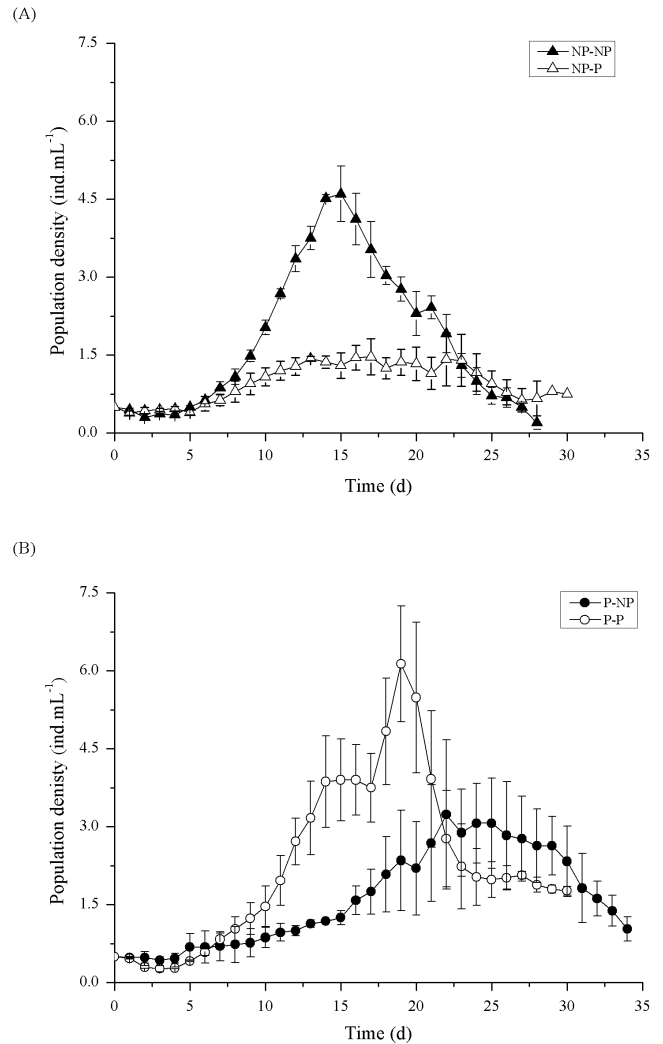 (A)
7.5
6.0
4.5
3.0
1.5
0.0
Population density (ind.mL-1)
NP-NP
NP-P
0 5 10 15 20 25 30 35
Time (d)
(B)
7.5
6.0
4.5
3.0
1.5
0.0
Population denisty (ind.mL-1)
P-NP
P-P
0 5 10 15 20 25 30 35
Time (d)